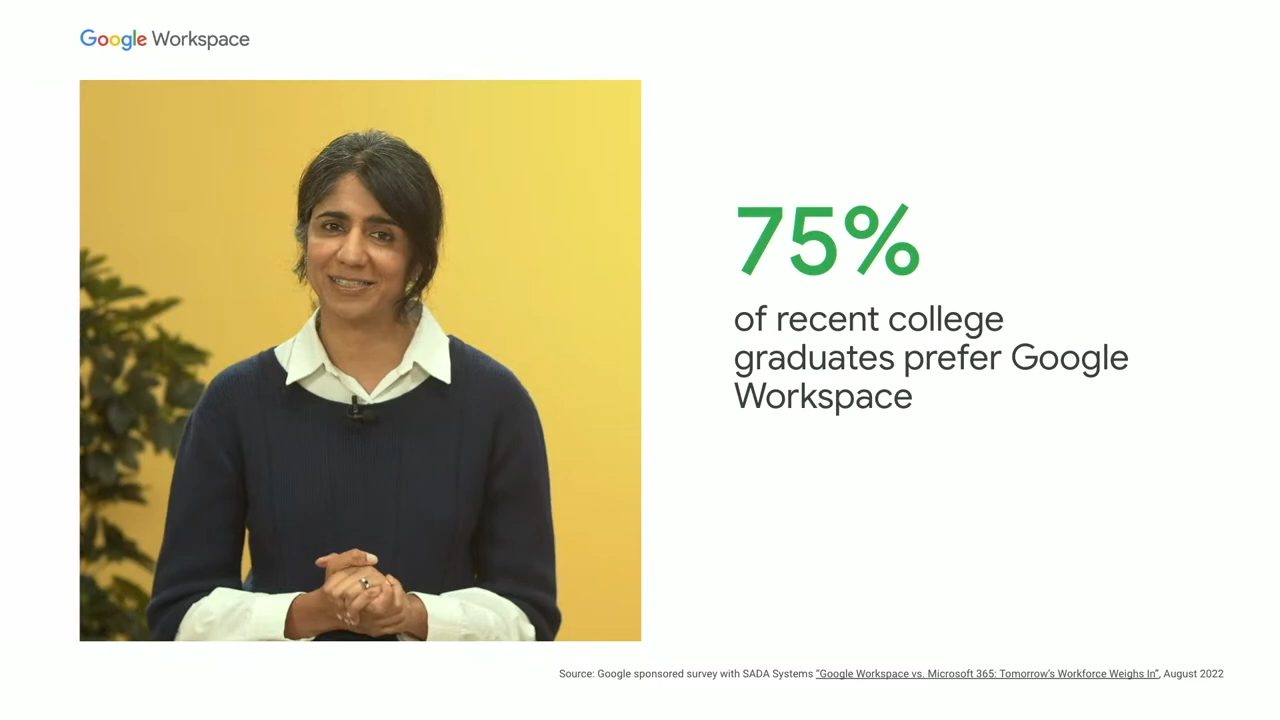 Google Workspace
75%
of recent college
graduates prefer Google
Workspace
Source: Google sponsored survey with SADA Systems “Google Workspace vs. Microsoft 365: Tomorrow’s Workforce Weighs In”, August 2022